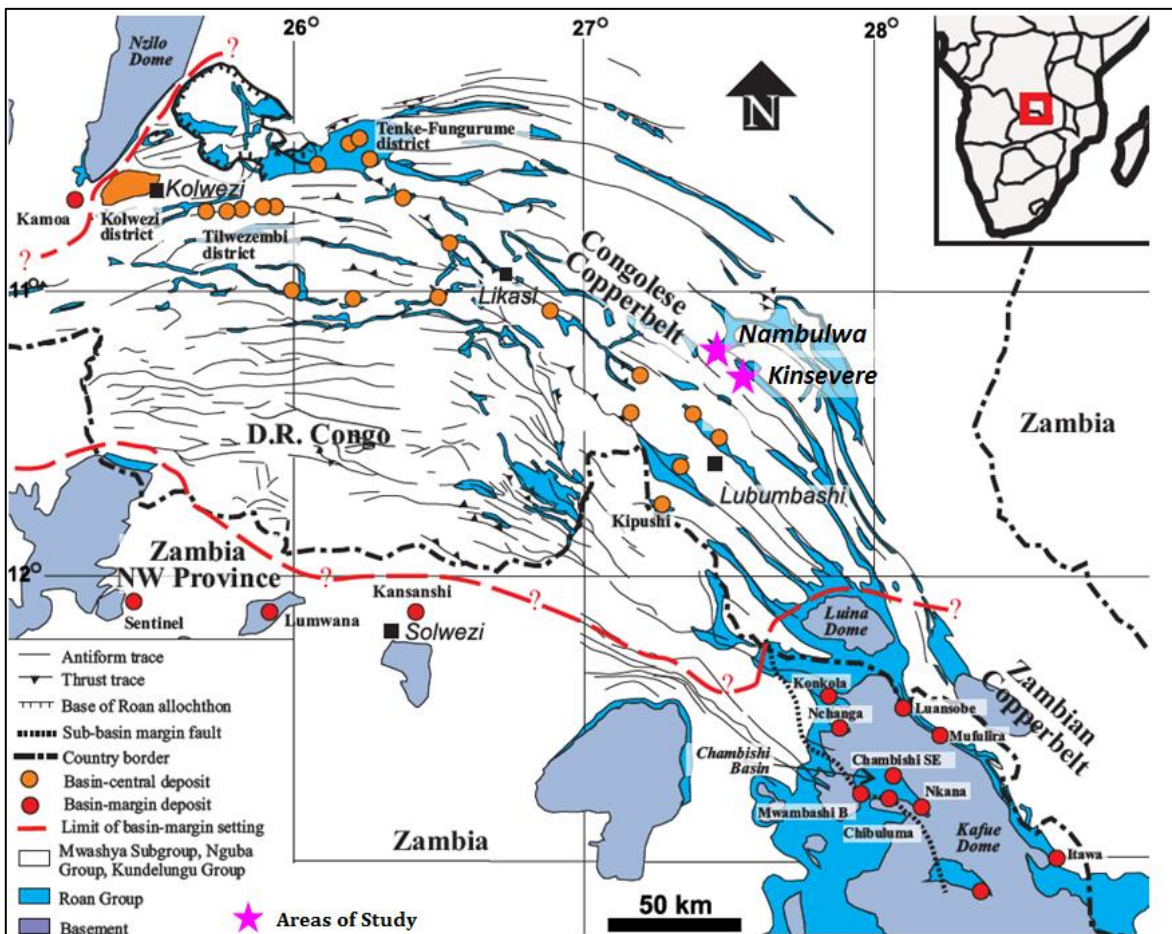 26°
27°
28°
Nzilo
Dome
?
N
Tenke-Fungurume
district
Kolwezi
Kamoa
Kolwezi
district
Tilwezembi
district
?
11°
Likasi
Congolese
Copperbelt
Nambulwa
Kinsevere
D.R. Congo
Zambia
Lubumbashi
Kipushi
12°
Zambia
NW Province
?
?
?
?
Sentinel
Lumwana
Kansanshi
Solwezi
Luina
Dome
Zambian
Copperbelt
Konkola
Luansobe
Nchanga
Mufulira
Chambishi
Basin
Chambishi SE
Nkana
Mwambashi B
Chibuluma
Kafue
Dome
Itawa
Zambia
50 km
Antiform trace
Thrust trace
Base of Roan allochthon
Sub-basin margin fault
Country border
Basin-central deposit
Basin-margin deposit
Limit of basin-margin setting
Mwashya Subgroup, Nguba
Group, Kundelungu Group
Roan Group
Basement
Areas of Study